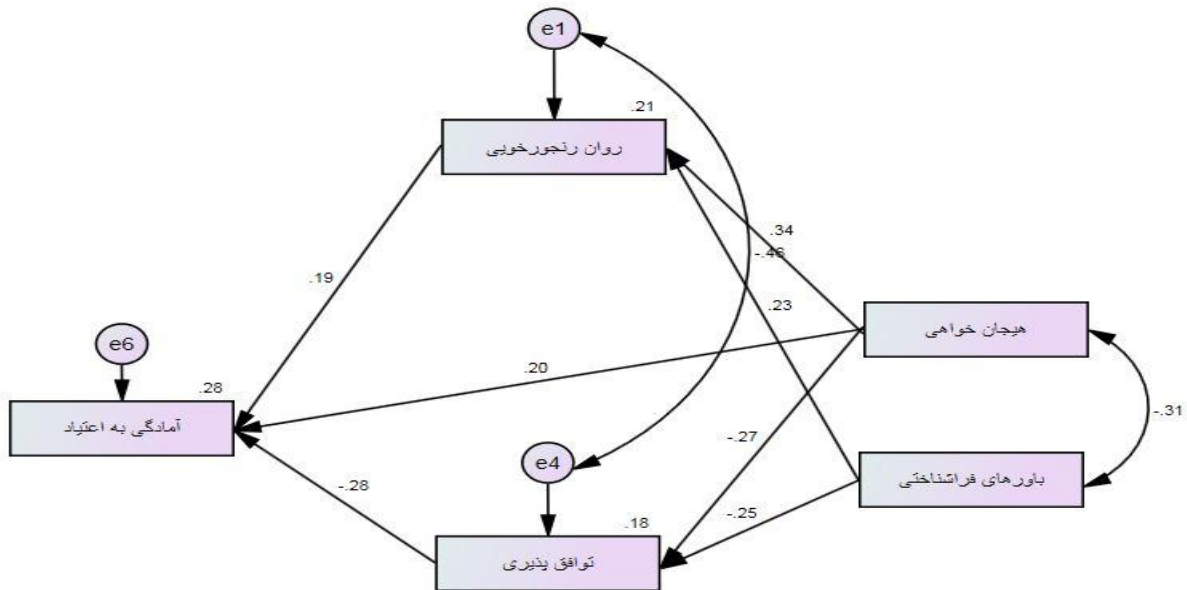 e1
.21
روان رنجورخویی
.34
-.46
.19
.23
هیجان خواهی
e6
.20
.28
-.31
آمادگی به اعتیاد
-.27
e4
باورهای فراشناختی
-.28
-.25
.18
توافق پذیری